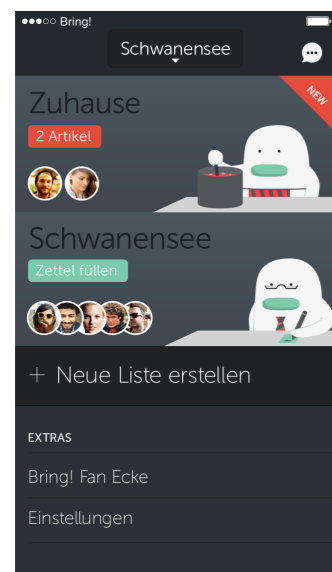 Bring!
Schwanensee
Zuhause
NEW
2 Artikel
Schwanensee
Zettel füllen
+ Neue Liste erstellen
EXTRAS
Bring! Fan Ecke
Einstellungen